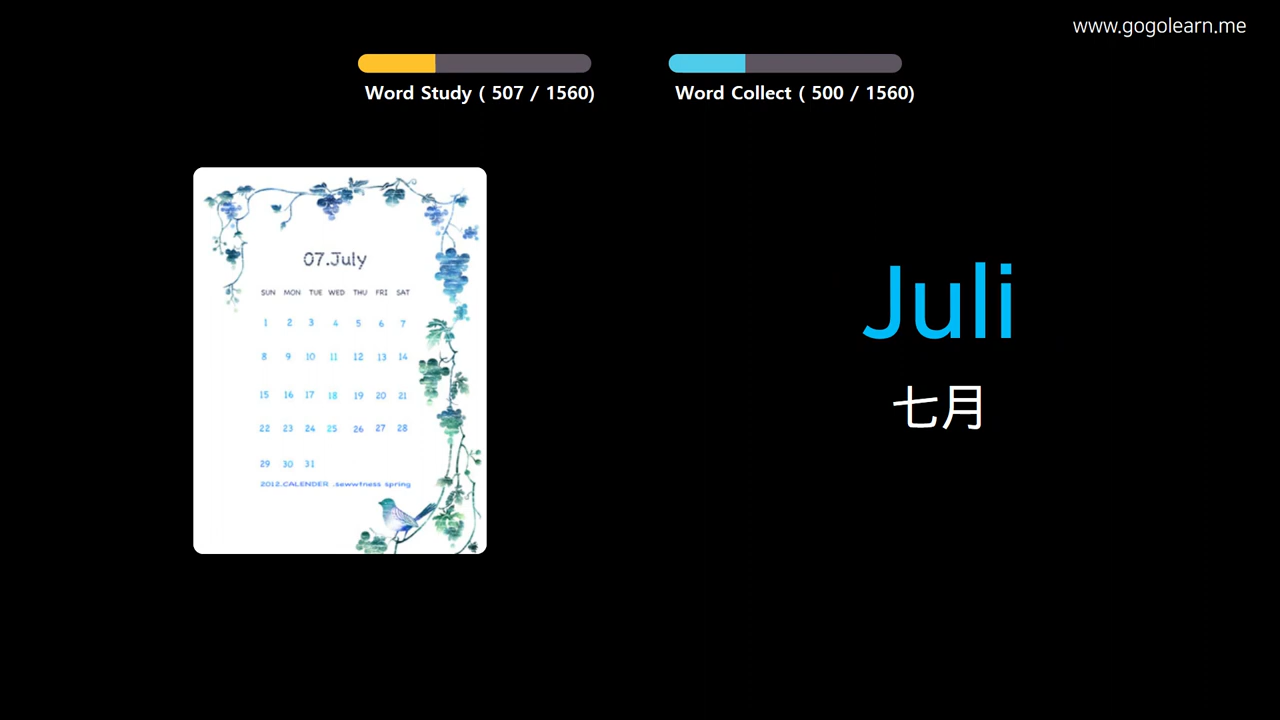 www.gogolearn.me
Word Study ( 507 / 1560)
Word Collect ( 500 / 1560)
07.July
SUN MON TUE WED THU FRI SAT
1 2 3 4 5 6 7
8 9 10 11 12 13 14
15 16 17 18 19 20 21
22 23 24 25 26 27 28
29 30 31
2012.CALENDER .sewwtness spring
Juli
七月